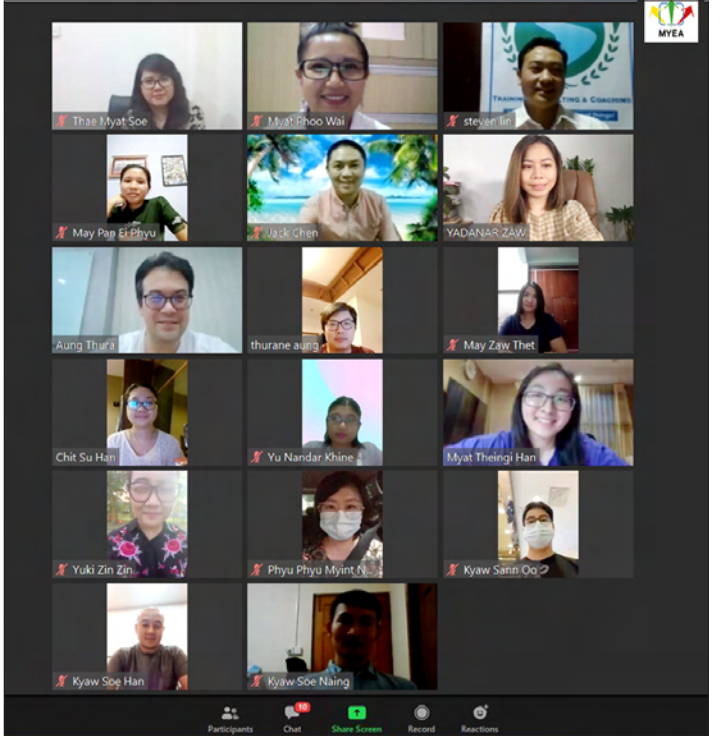 MYEA
Thae Myat Soe
Myat Phoo Wai
TRAINING
& COACHING
steven lin
May Pan Ei Phyu
Jack Chen
YADANAR ZAW
Aung Thura
thurane aung
May Zaw Thet
Chit Su Han
Yu Nandar Khine
Myat Theingi Han
Yuki Zin Zin
Phyu Phyu Myint N...
Kyaw Sann Oo
Kyaw Soe Han
Kyaw Soe Naing
10
Participants
Chat
Share Screen
Record
Reactions